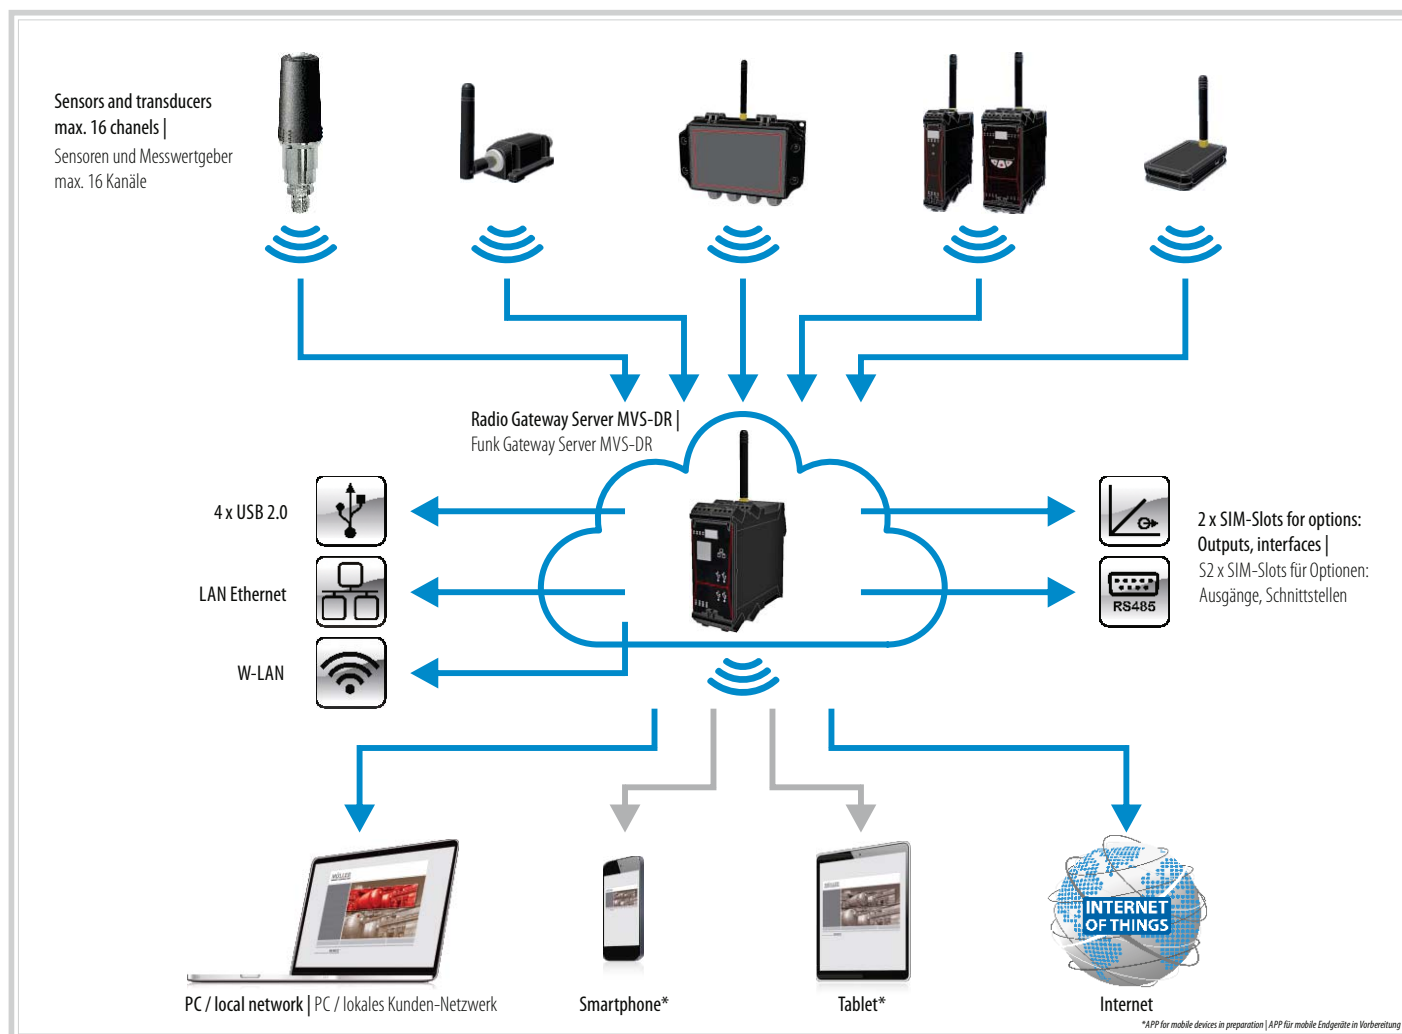 Sensors and transducers
max. 16 chanels |
Sensoren und Messwertgeber
max. 16 Kanäle
Radio Gateway Server MVS-DR |
Funk Gateway Server MVS-DR
4 x USB 2.0
LAN Ethernet
W-LAN
RS485
2 x SIM-Slots for options:
Outputs, interfaces |
S2 x SIM-Slots für Optionen:
Ausgänge, Schnittstellen
MÜLLER
INTERNET
OF THINGS
PC / local network | PC / lokales Kunden-Netzwerk
Smartphone*
Tablet*
Internet
*APP for mobile devices in preparation | APP für mobile Endgeräte in Vorbereitung